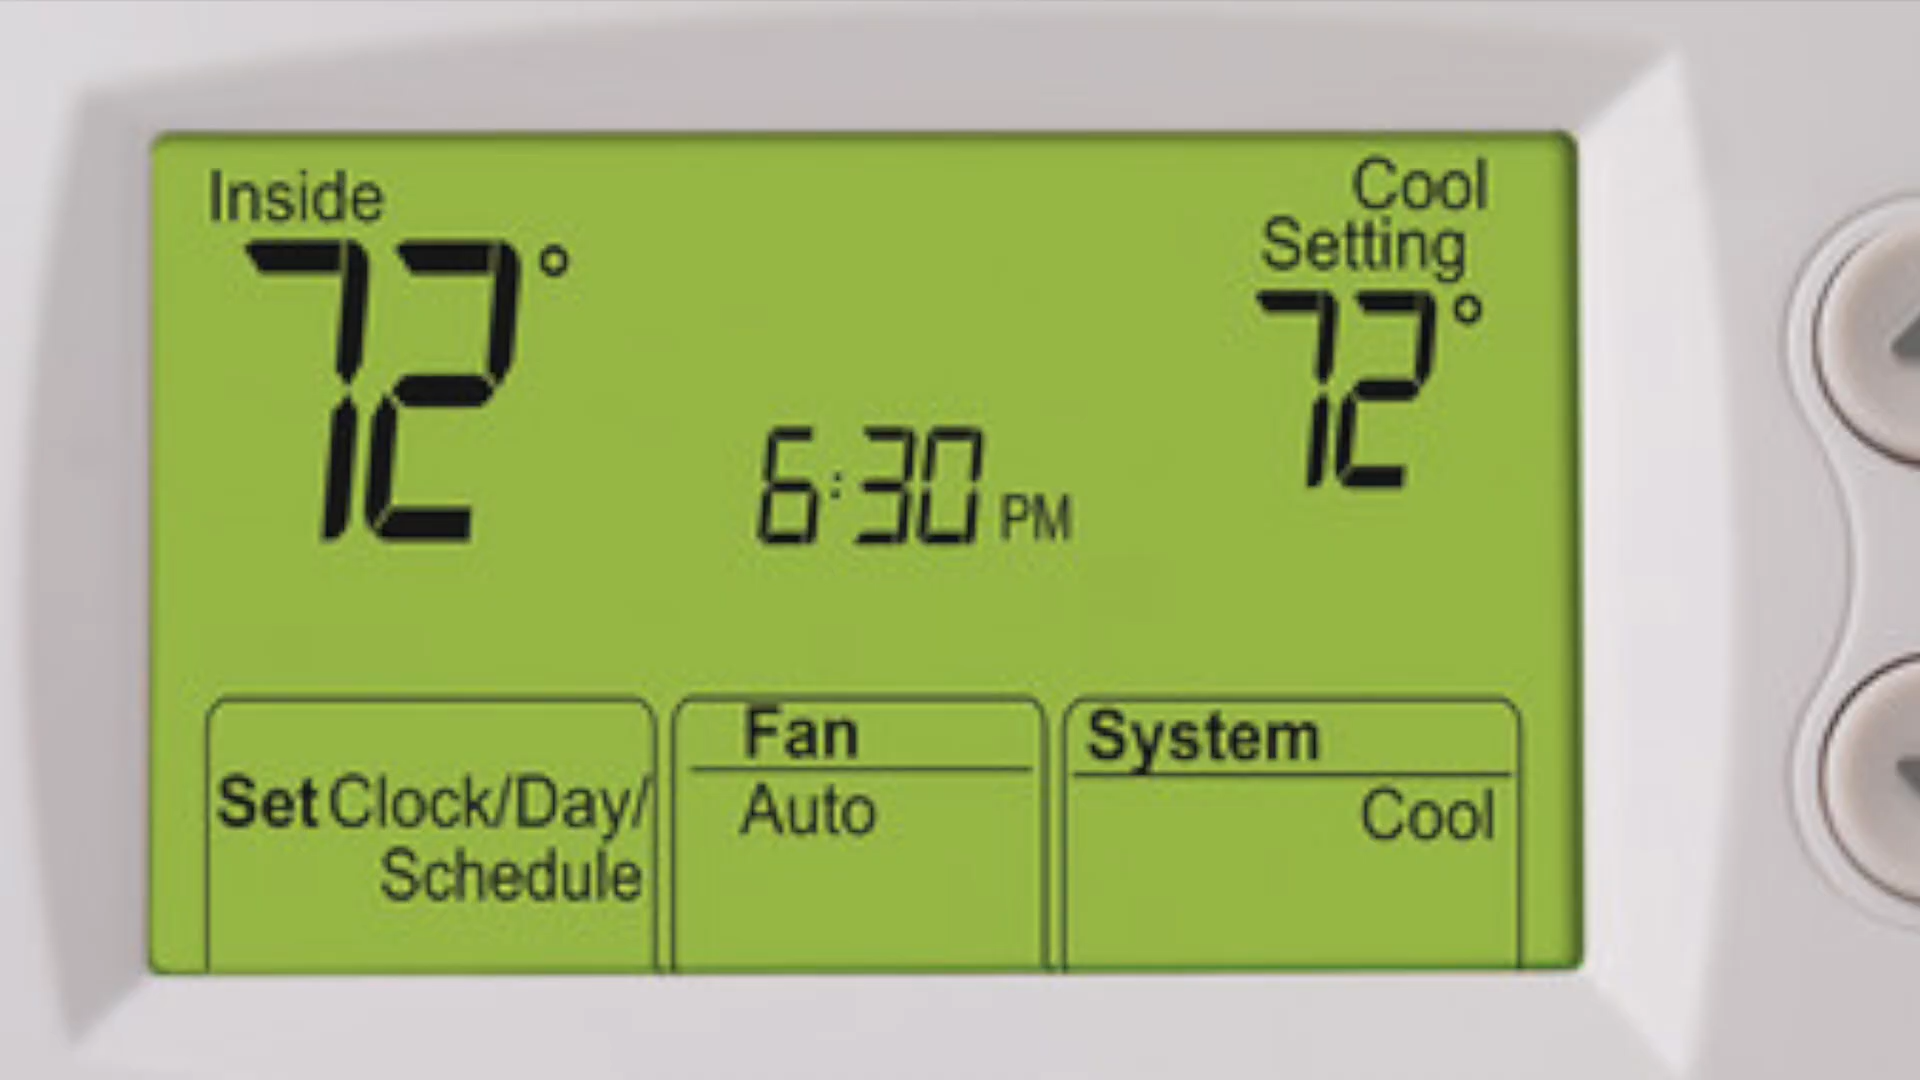 Inside
72°
Cool
Setting
72°
6:30 PM
Set Clock/Day/
Schedule
Fan
Auto
System
Cool